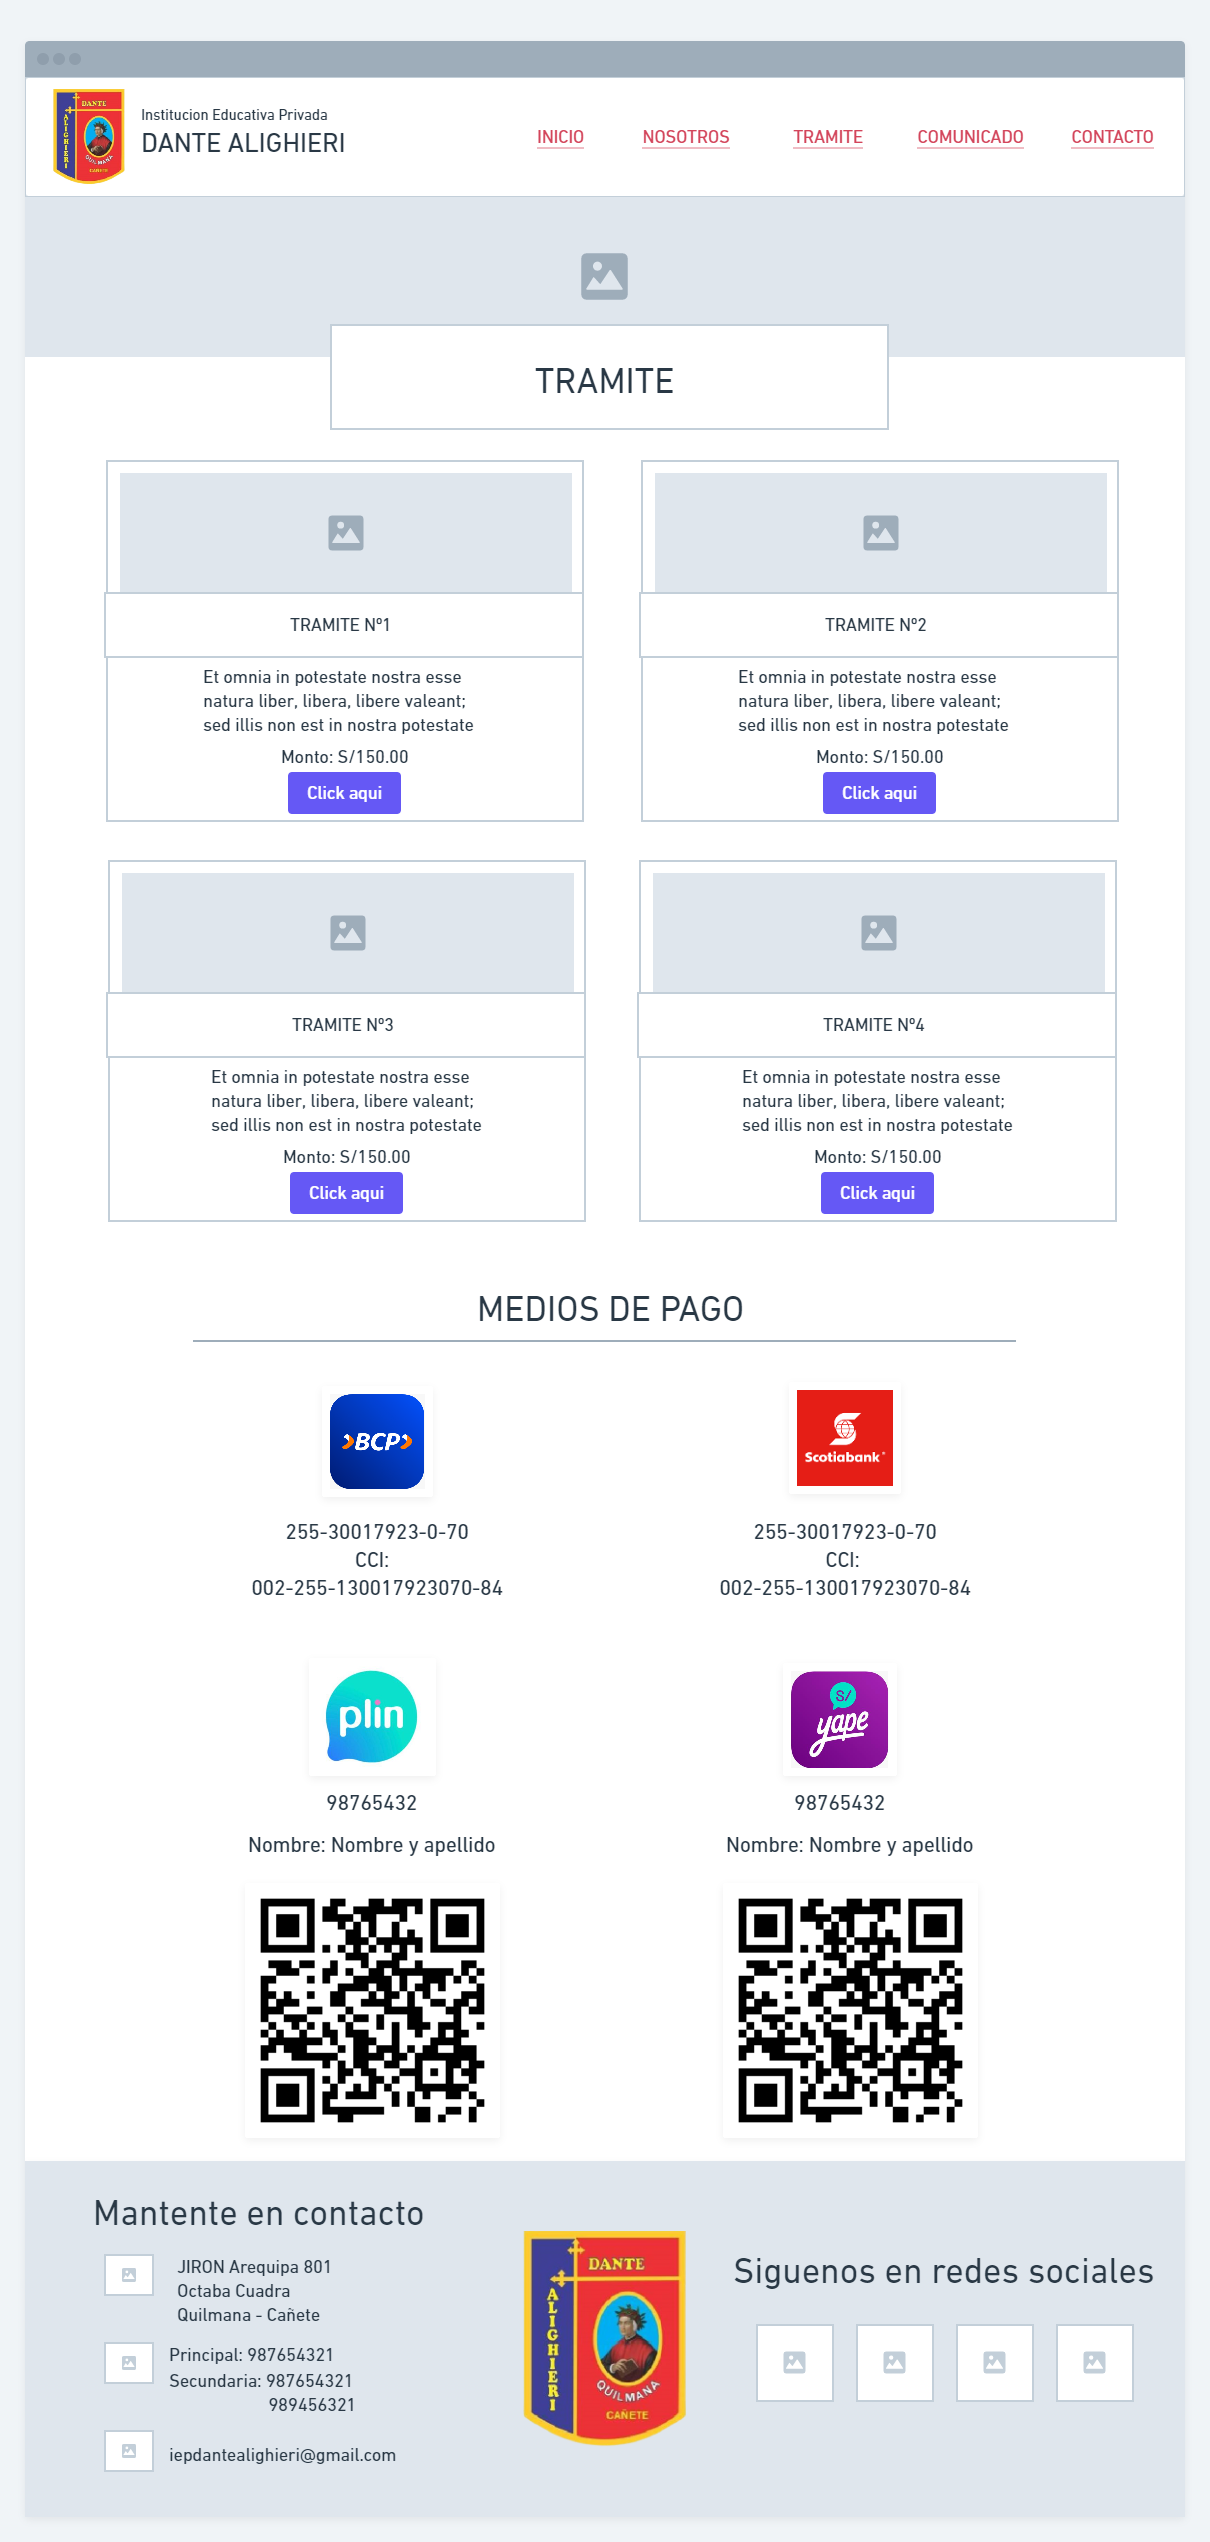 DANTE
ALIGHIERI
QUILMANA
CAÑETE
Institucion Educativa Privada
DANTE ALIGHIERI
INICIO
NOSOTROS
TRAMITE
COMUNICADO
CONTACTO
TRAMITE
TRAMITE Nº1
Et omnia in potestate nostra esse
natura liber, libera, libere valeant;
sed illis non est in nostra potestate
Monto: S/150.00
Click aqui
TRAMITE Nº2
Et omnia in potestate nostra esse
natura liber, libera, libere valeant;
sed illis non est in nostra potestate
Monto: S/150.00
Click aqui
TRAMITE Nº3
Et omnia in potestate nostra esse
natura liber, libera, libere valeant;
sed illis non est in nostra potestate
Monto: S/150.00
Click aqui
TRAMITE Nº4
Et omnia in potestate nostra esse
natura liber, libera, libere valeant;
sed illis non est in nostra potestate
Monto: S/150.00
Click aqui
MEDIOS DE PAGO
BCP
255-30017923-0-70
CCI:
002-255-130017923070-84
Scotiabank
255-30017923-0-70
CCI:
002-255-130017923070-84
plin
98765432
Nombre: Nombre y apellido
S/
yape
98765432
Nombre: Nombre y apellido
Mantente en contacto
JIRON Arequipa 801
Octaba Cuadra
Quilmana - Cañete
Principal: 987654321
Secundaria: 987654321
989456321
iepdantealighieri@gmail.com
DANTE
ALIGHIERI
QUILMANA
CAÑETE
Siguenos en redes sociales